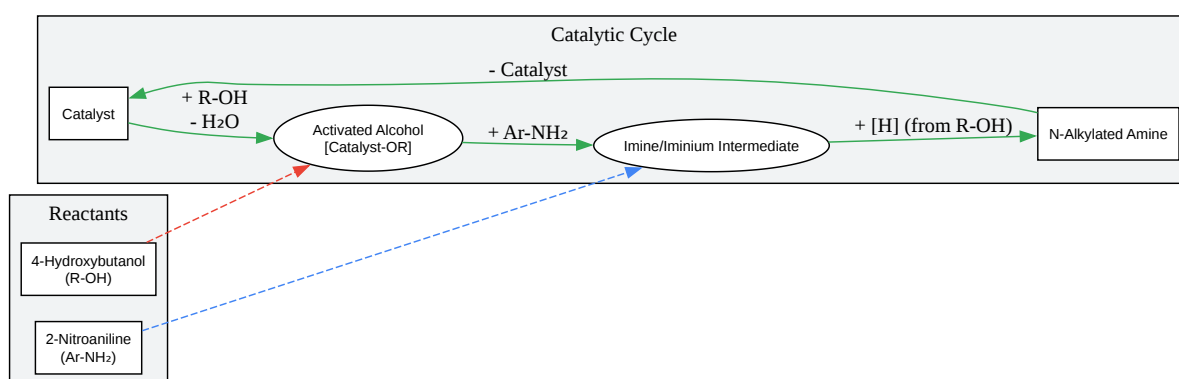 Catalytic Cycle
- Catalyst
Catalyst
+ R-OH
- H₂O
Activated Alcohol
[Catalyst-OR]
+ Ar-NH₂
Imine/Iminium Intermediate
+ [H] (from R-OH)
N-Alkylated Amine
Reactants
4-Hydroxybutanol
(R-OH)
2-Nitroaniline
(Ar-NH₂)